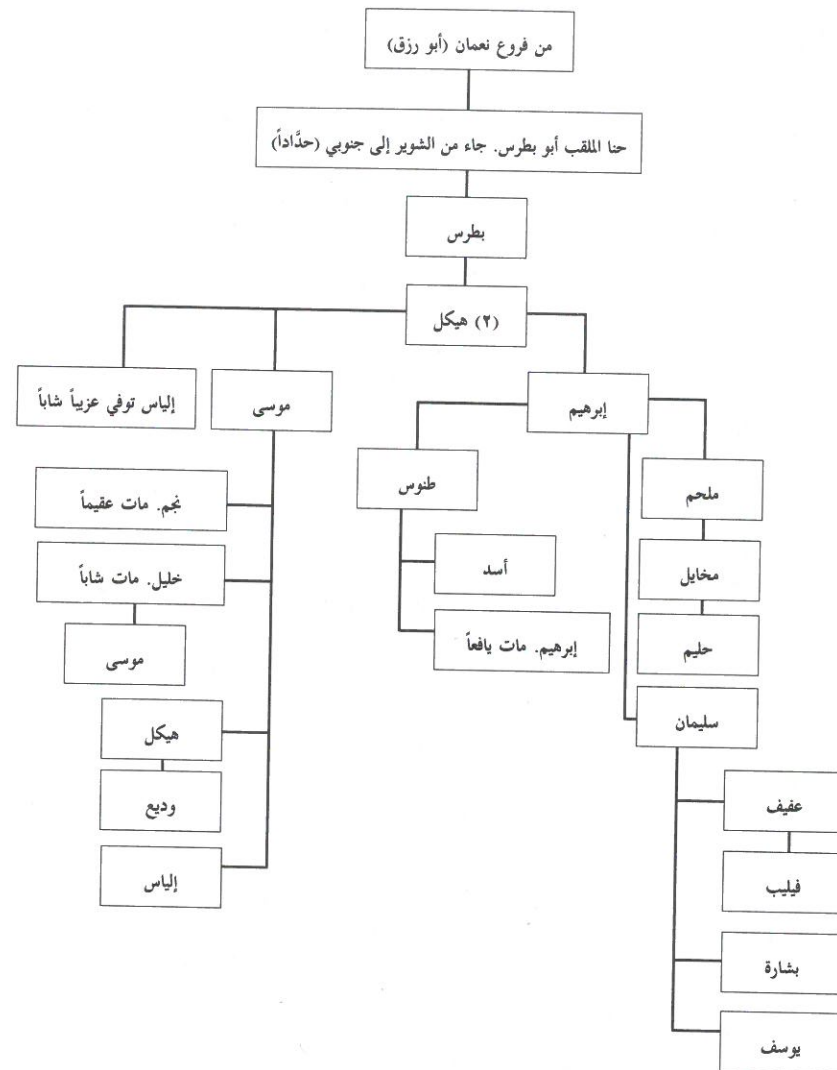 من فروع نعمان (أبو رزق)
حنا الملقب أبو بطرس. جاء من الشوير إلى جنوبي (حدَّاداً)
بطرس
(٢) هيكل
إبرهيم
موسى
إلياس توفي عزيباً شاباً
ملحم
مخايل
حليم
طنوس
أسد
إبرهيم. مات يافعاً
سليمان
عفيف
فيليب
بشارة
يوسف
نجم. مات عقيماً
خليل. مات شاباً
موسى
هيكل
وديع
إلياس